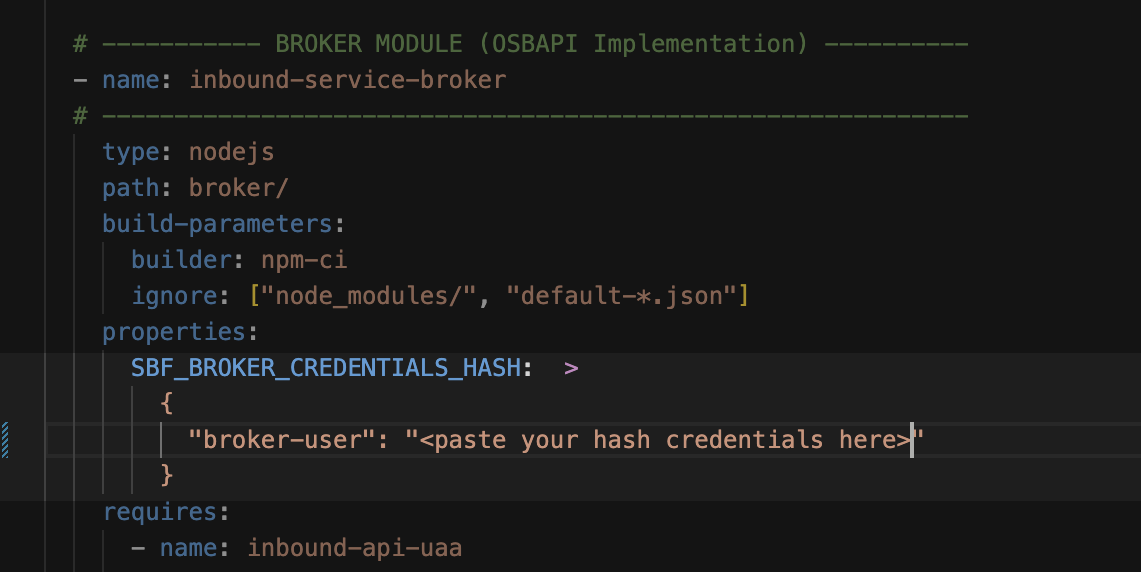 # ----------- BROKER MODULE (OSBAPI Implementation) ----------
- name: inbound-service-broker
# ------------------------------------------------------------
type: nodejs
path: broker/
build-parameters:
builder: npm-ci
ignore: ["node_modules/", "default-*.json"]
properties:
SBF_BROKER_CREDENTIALS_HASH:  >
{
"broker-user": "<paste your hash credentials here>"
}
requires:
- name: inbound-api-uaa